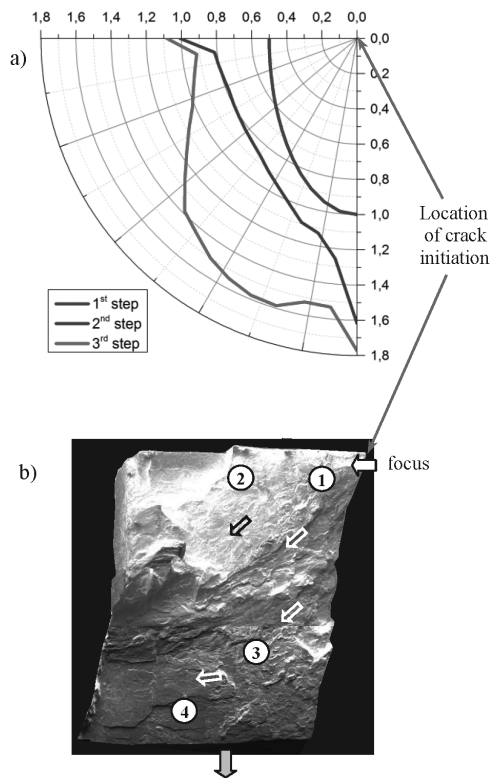 1,8 1,6 1,4 1,2 1,0 0,8 0,6 0,4 0,2 0,0
a)
0,0
0,2
0,4
0,6
0,8
1,0
1,2
1,4
1,6
1,8
Location
of crack
initiation
1st step
2nd step
3rd step
b)
focus
2
1
3
4